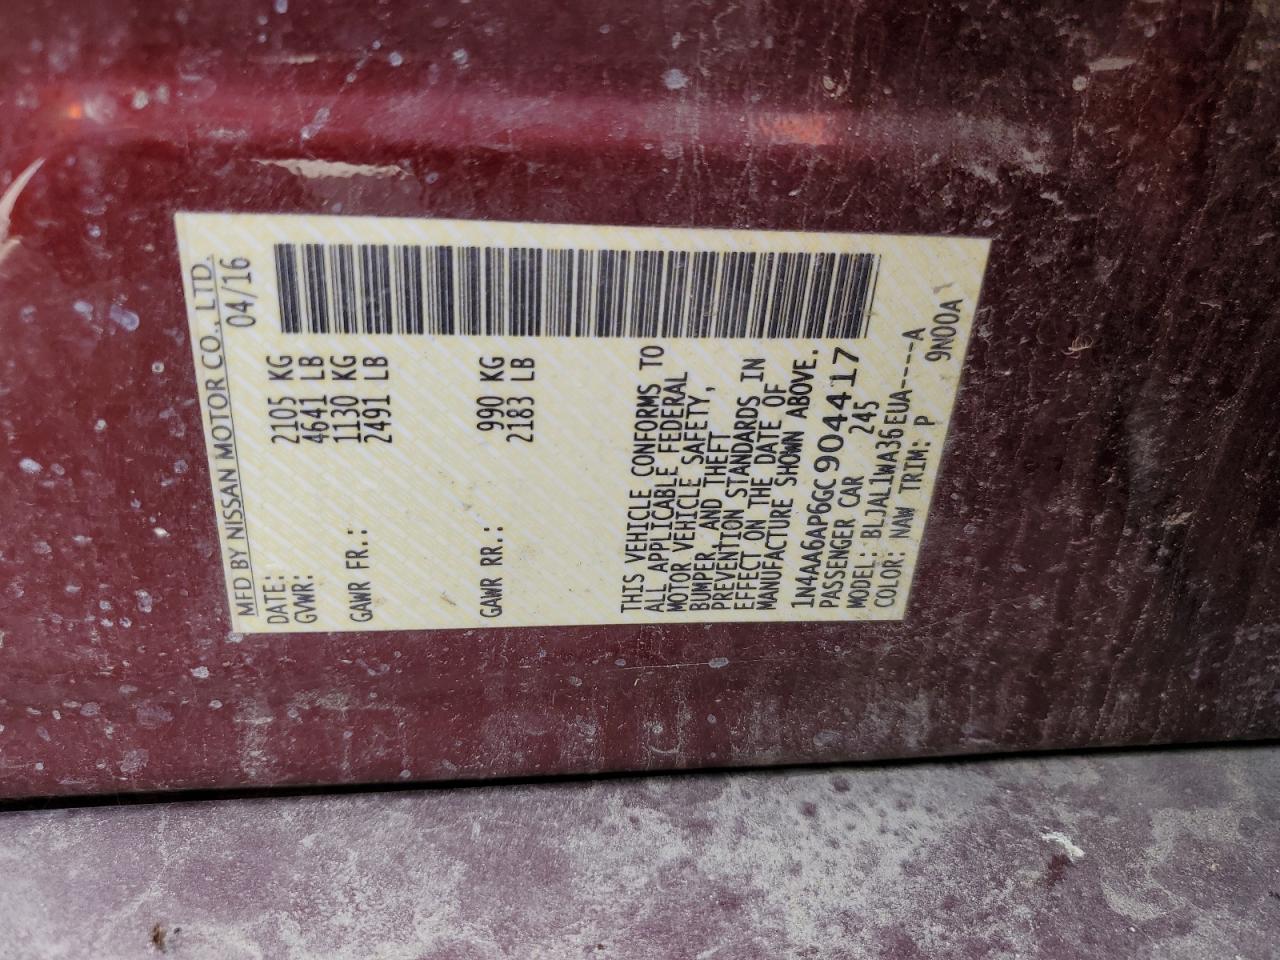 MFD BY NISSAN MOTOR CO., LTD.
DATE: 04/16
GVWR: 2105 KG
4641 LB
GAWR FR.: 1130 KG
2491 LB
GAWR RR.: 990 KG
2183 LB
THIS VEHICLE CONFORMS TO
ALL APPLICABLE FEDERAL
MOTOR VEHICLE SAFETY,
BUMPER, AND THEFT
PREVENTION STANDARDS IN
EFFECT ON THE DATE OF
MANUFACTURE SHOWN ABOVE.
1N4AA6AP6GC904417
PASSENGER CAR 245
MODEL: BLJAL1WA36EUA-----A
COLOR: NAW TRIM: P 9N00A